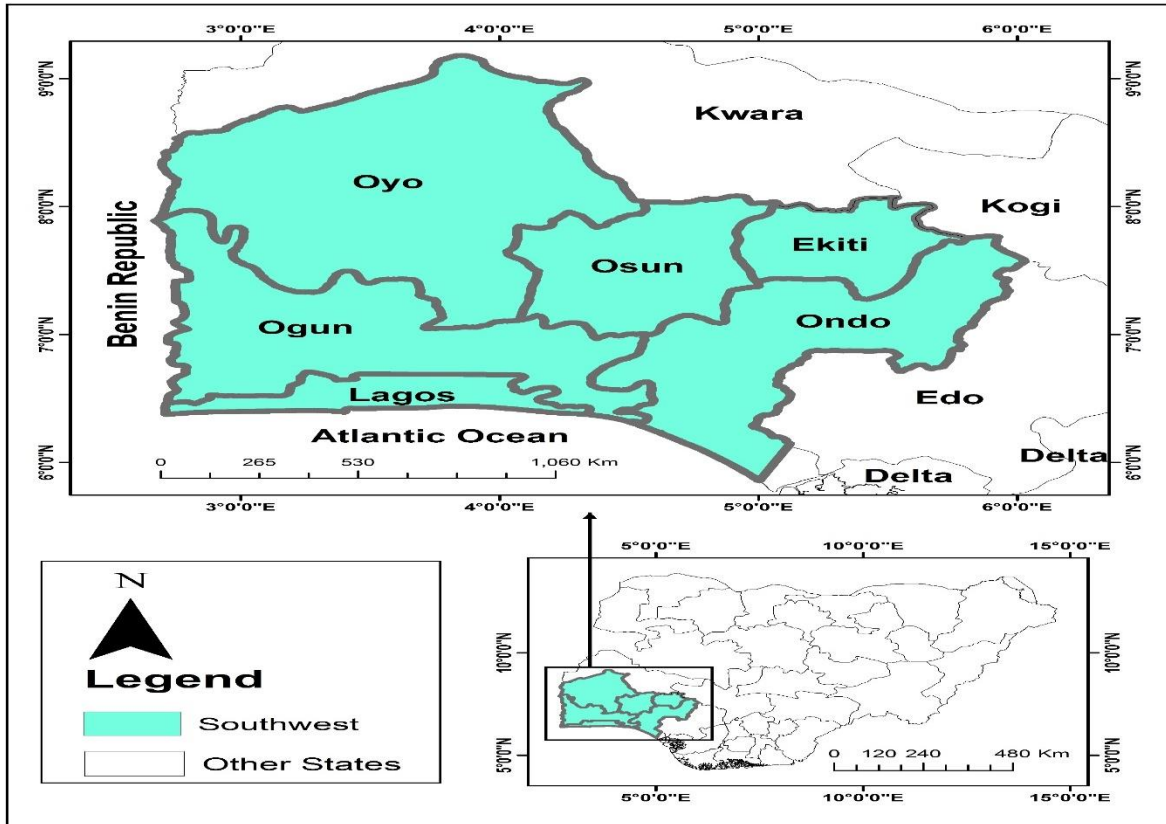 3°0'0"E 4°0'0"E 5°0'0"E 6°0'0"E
9°0'0"N
9°0'0"N
Kwara
Oyo
8°0'0"N
8°0'0"N
Kogi
Ekiti
Osun
Benin Republic
Ogun
Ondo
7°0'0"N
7°0'0"N
Lagos
Edo
Atlantic Ocean
Delta
6°0'0"N
6°0'0"N
0 265 530 1,060 Km
Delta
3°0'0"E 4°0'0"E 5°0'0"E 6°0'0"E
N
Legend
Southwest
Other States
5°0'0"E 10°0'0"E 15°0'0"E
10°0'0"N
10°0'0"N
5°0'0"N
5°0'0"N
0 120 240 480 Km
5°0'0"E 10°0'0"E 15°0'0"E